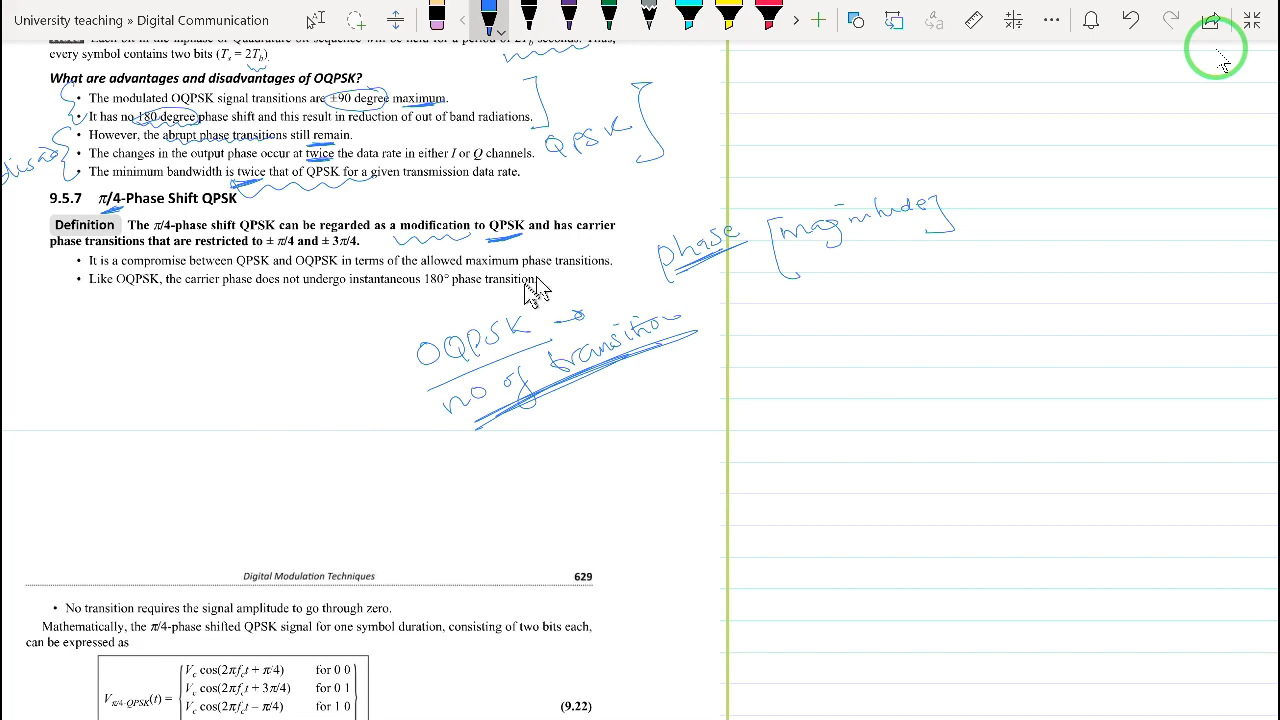 University teaching » Digital Communication
every symbol contains two bits (Ts = 2Tb)
What are advantages and disadvantages of OQPSK?
• The modulated OQPSK signal transitions are ±90 degree maximum.
• It has no 180 degree phase shift and this result in reduction of out of band radiations.
• However, the abrupt phase transitions still remain.
• The changes in the output phase occur at twice the data rate in either I or Q channels.
• The minimum bandwidth is twice that of QPSK for a given transmission data rate.
QPSK
disad
9.5.7 π/4-Phase Shift QPSK
Definition The π/4-phase shift QPSK can be regarded as a modification to QPSK and has carrier
phase transitions that are restricted to ± π/4 and ± 3π/4.
• It is a compromise between QPSK and OQPSK in terms of the allowed maximum phase transitions.
• Like OQPSK, the carrier phase does not undergo instantaneous 180° phase transition
phase [magnitude]
OQPSK →
no of transition
Digital Modulation Techniques 629
• No transition requires the signal amplitude to go through zero.
Mathematically, the π/4-phase shifted QPSK signal for one symbol duration, consisting of two bits each,
can be expressed as
Vc cos(2πfct + π/4) for 0 0
Vπ/4-QPSK(t) = Vc cos(2πfct + 3π/4) for 0 1
Vc cos(2πfct − π/4) for 1 0 (9.22)